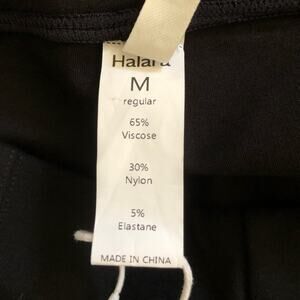 Halara
M
regular
65%
Viscose
30%
Nylon
5%
Elastane
MADE IN CHINA